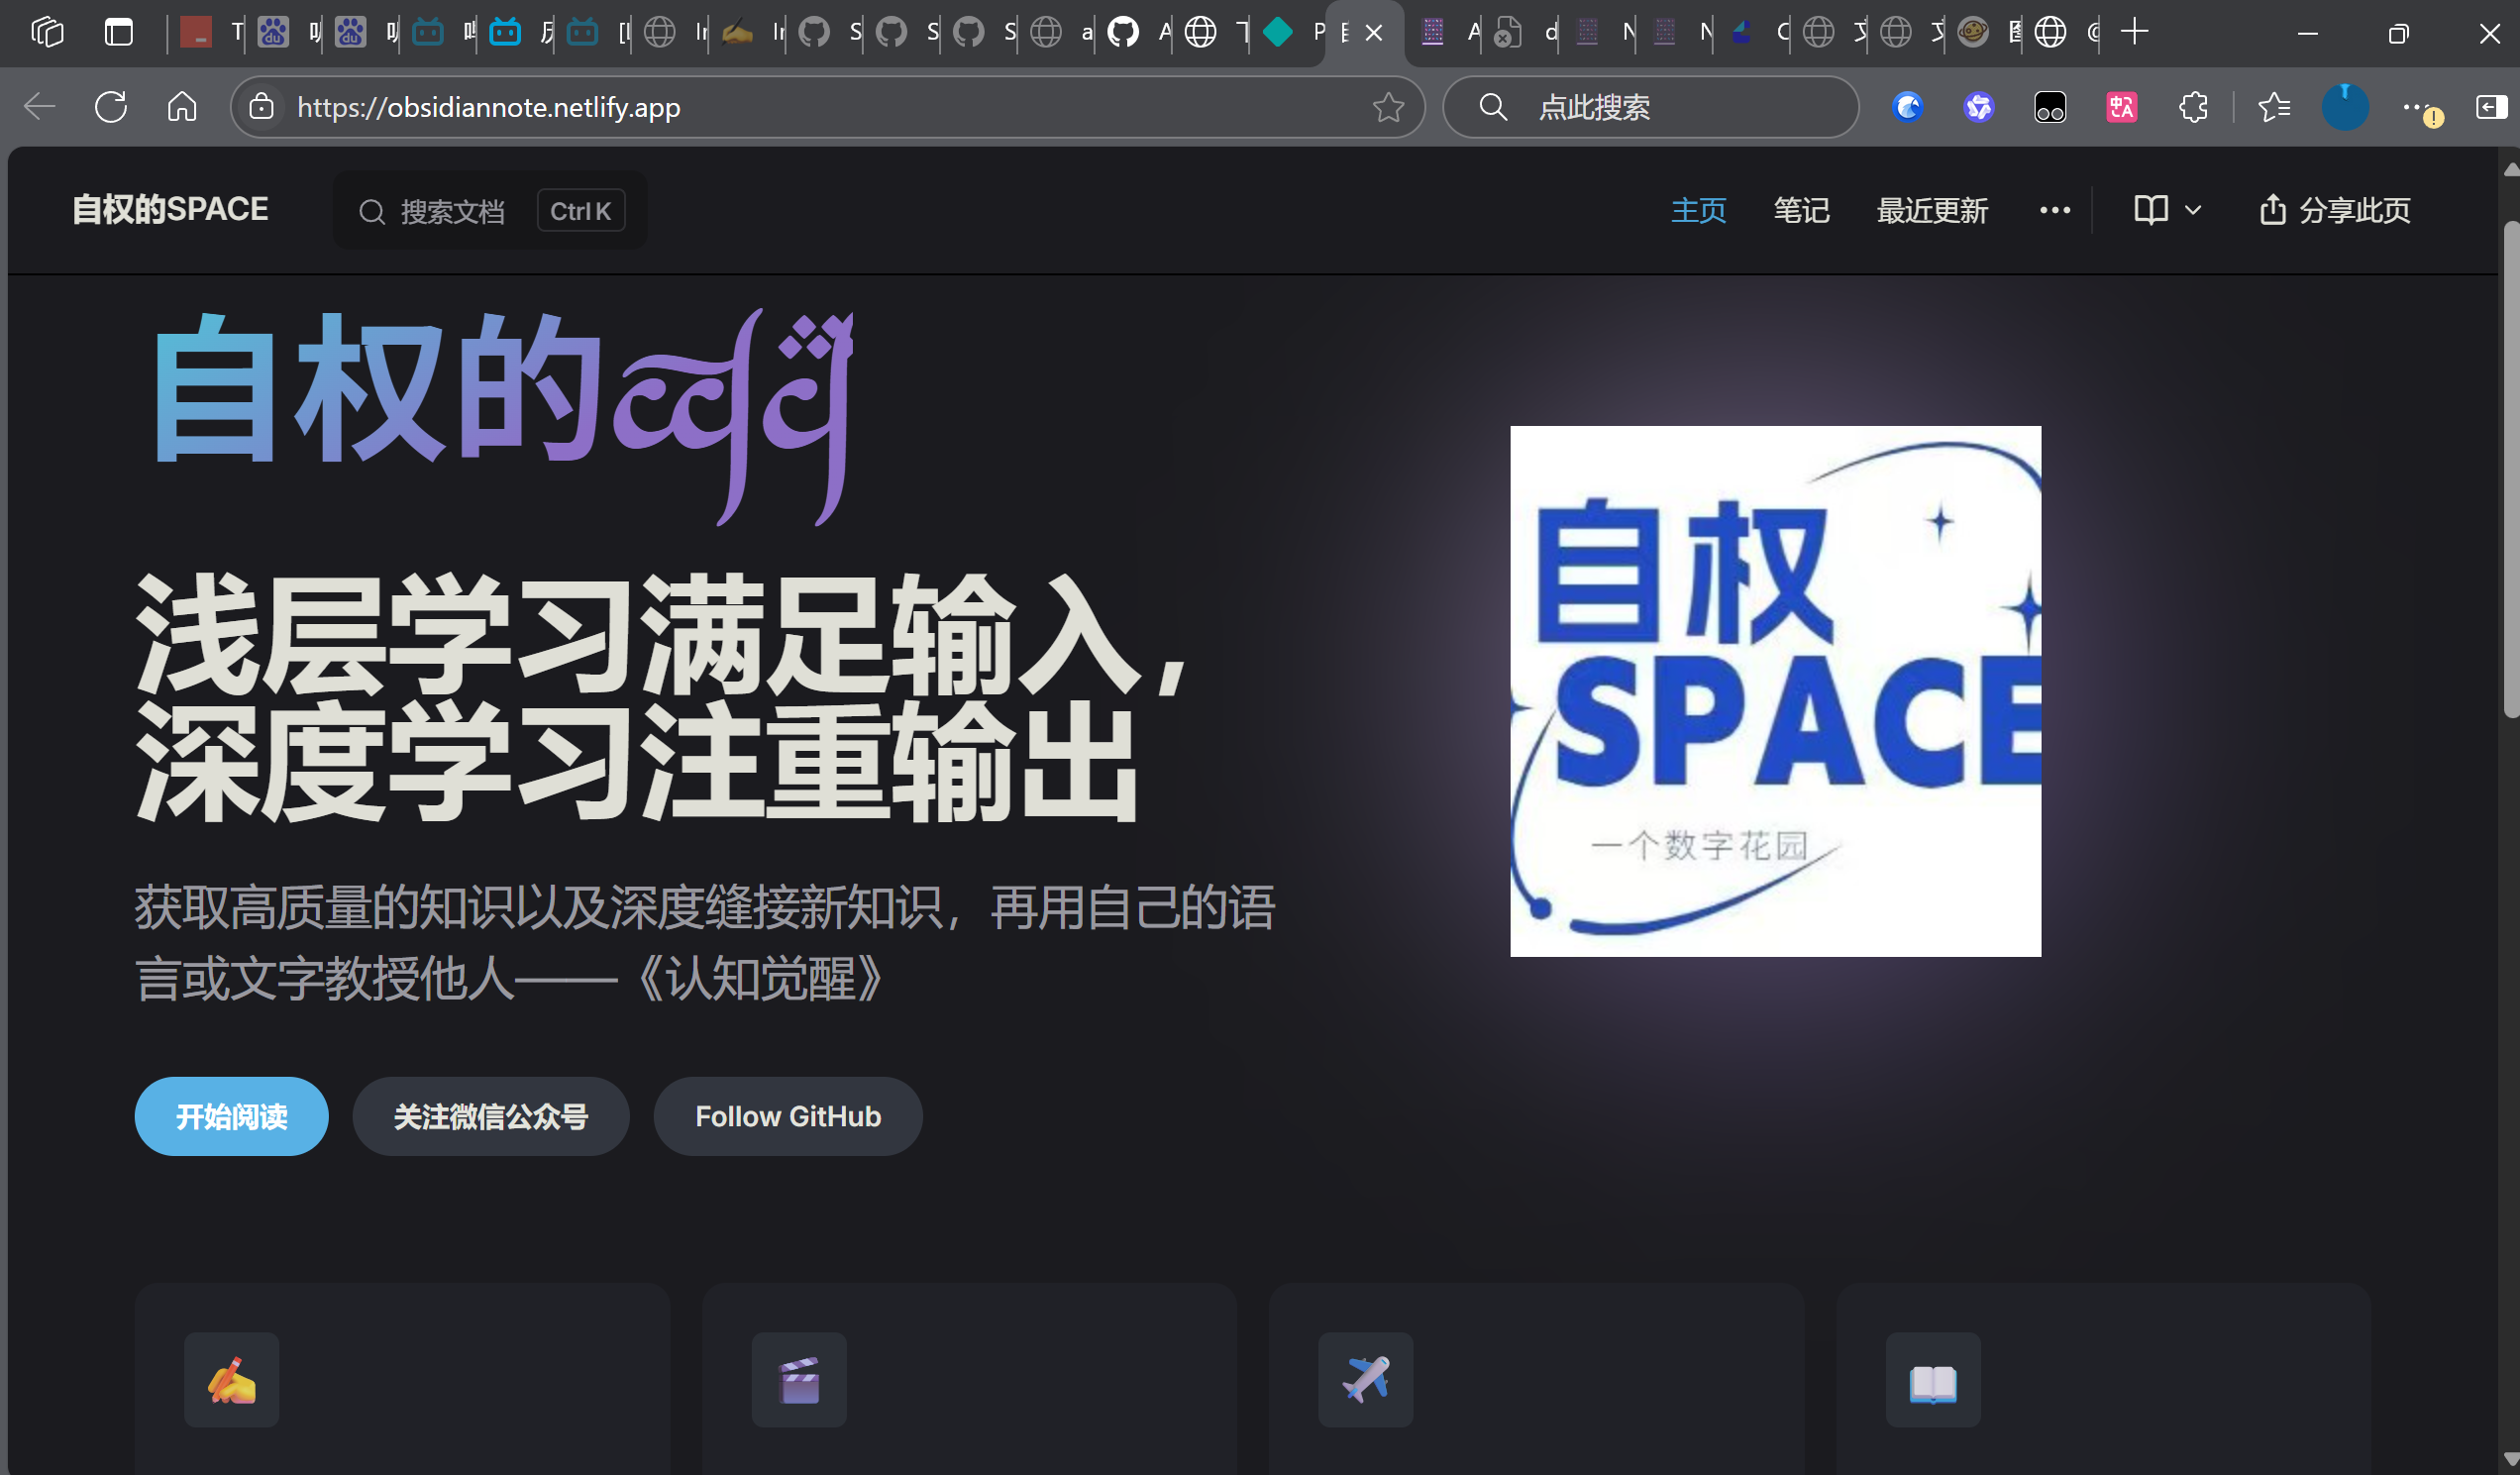 https://obsidiannote.netlify.app
点此搜索
自权的SPACE
搜索文档
Ctrl K
主页
笔记
最近更新
分享此页
自权的
浅层学习满足输入，
深度学习注重输出
获取高质量的知识以及深度缝接新知识，再用自己的语
言或文字教授他人——《认知觉醒》
开始阅读
关注微信公众号
Follow GitHub
自权
SPACE
一个数字花园